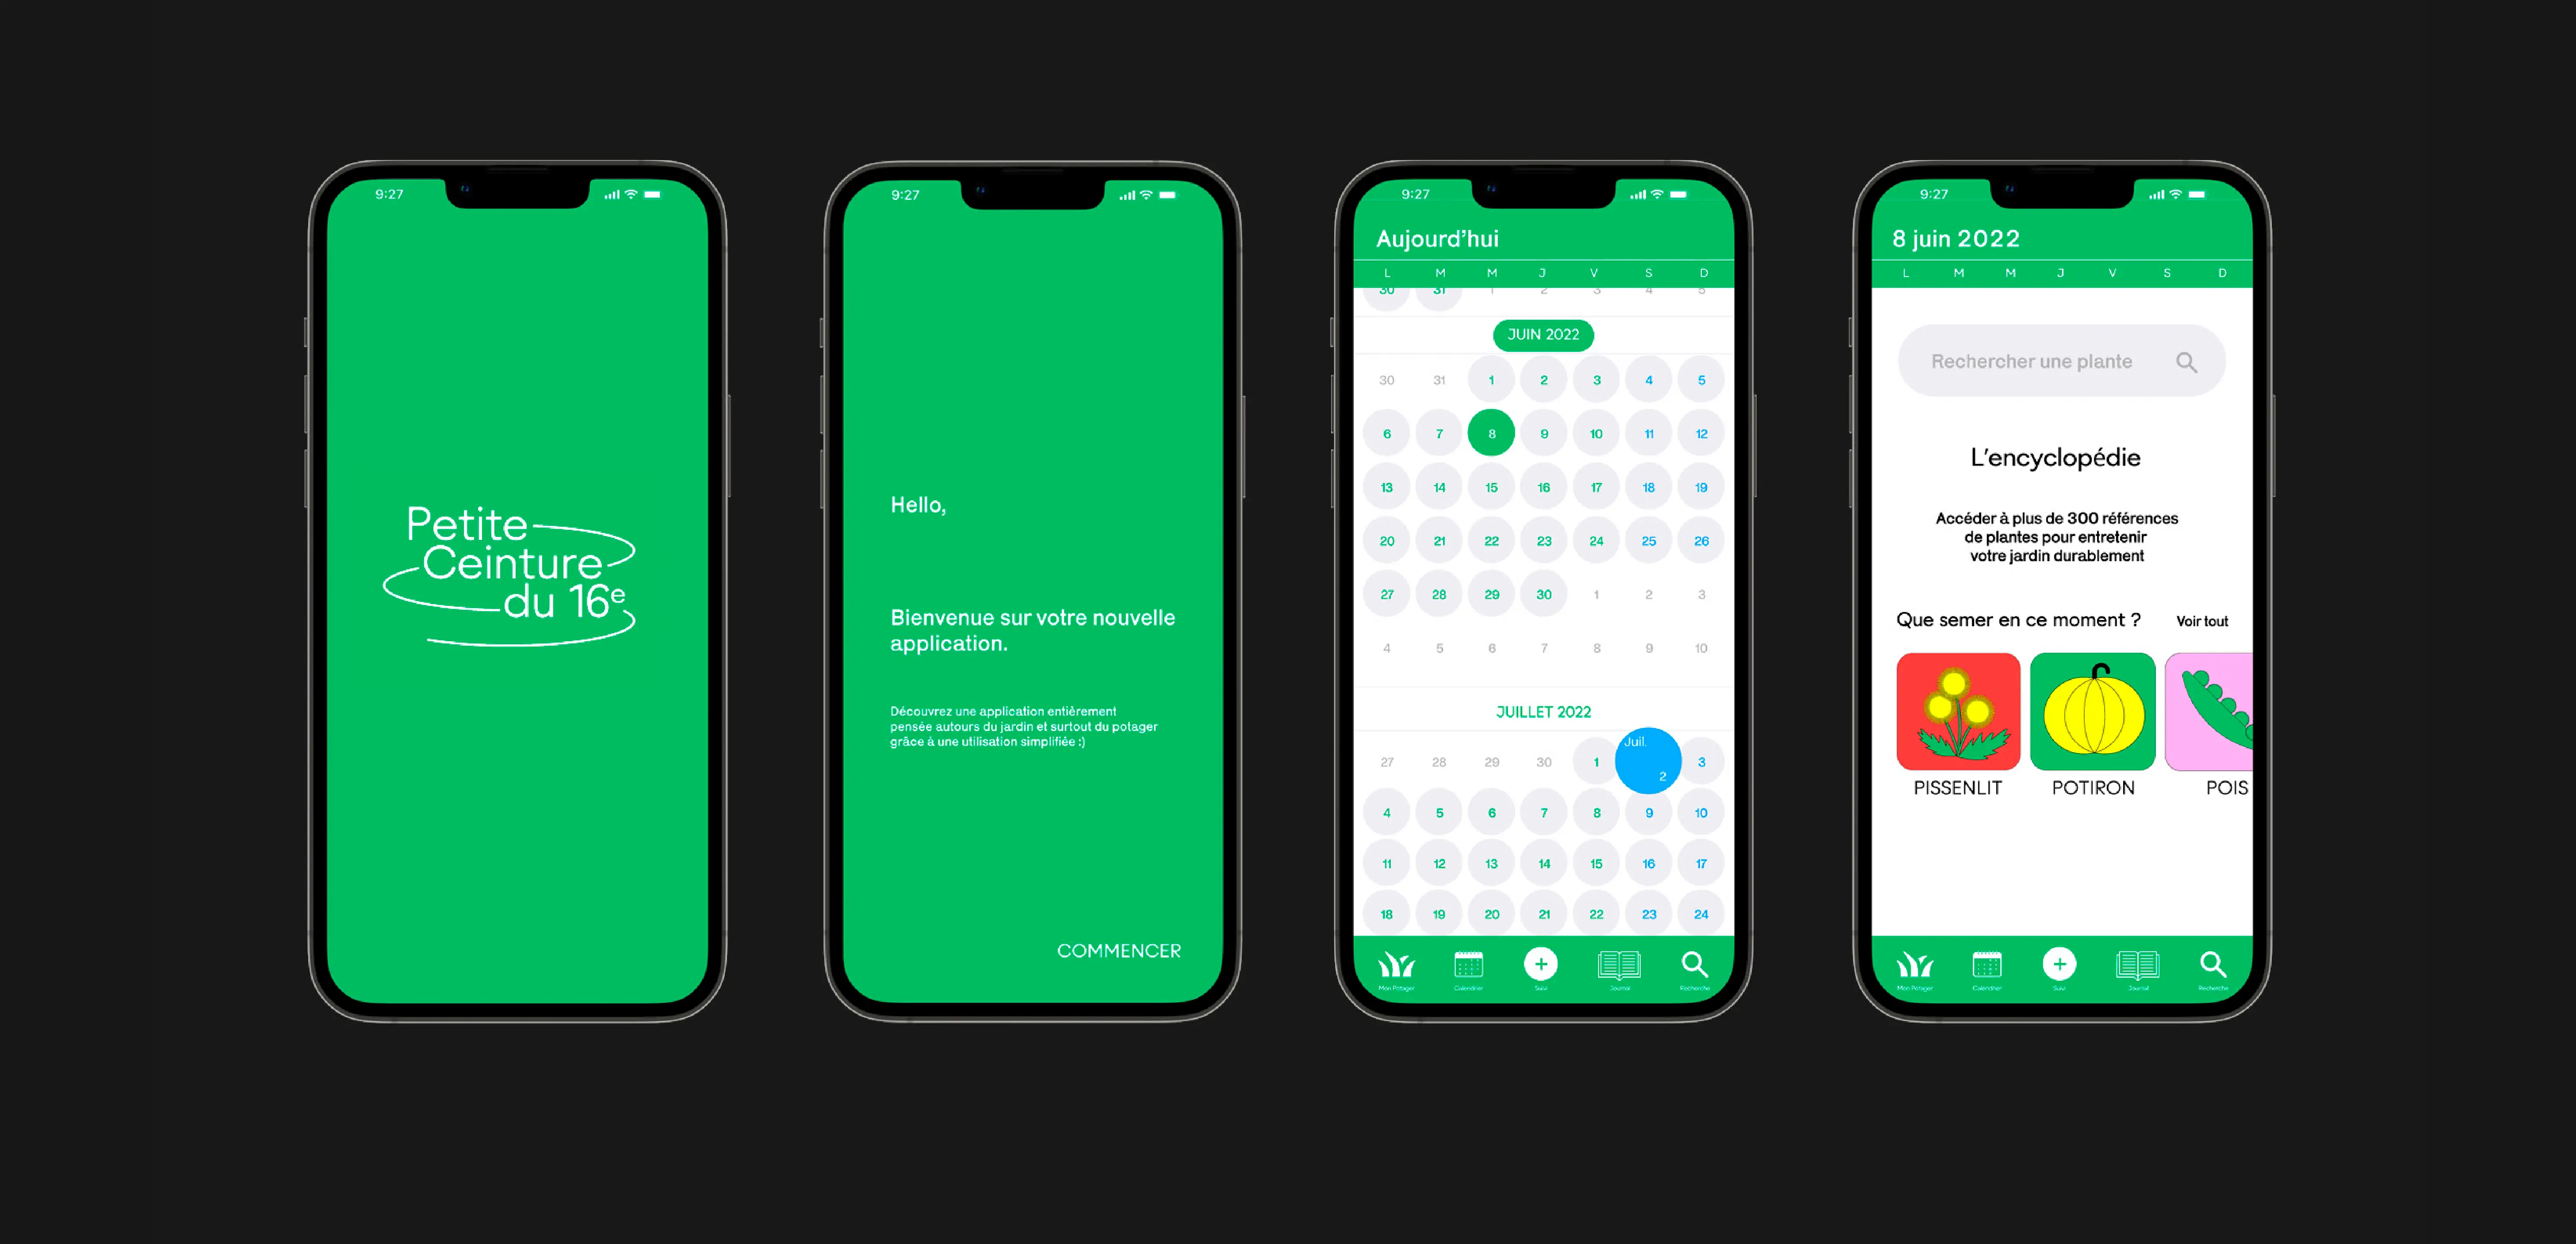 9:27
Petite
Ceinture
du 16e
9:27
Hello,
Bienvenue sur votre nouvelle
application.
Découvrez une application entièrement
pensée autours du jardin et surtout du potager
grâce à une utilisation simplifiée :)
COMMENCER
9:27
Aujourd'hui
L M M J V S D
30 31 1 2 3 4 5
JUIN 2022
30 31 1 2 3 4 5
6 7 8 9 10 11 12
13 14 15 16 17 18 19
20 21 22 23 24 25 26
27 28 29 30 1 2 3
4 5 6 7 8 9 10
JUILLET 2022
Juil.
27 28 29 30 1 2 3
4 5 6 7 8 9 10
11 12 13 14 15 16 17
18 19 20 21 22 23 24
Mon Potager Calendrier Suivi Journal Recherche
9:27
8 juin 2022
L M M J V S D
Rechercher une plante
L'encyclopédie
Accéder à plus de 300 références
de plantes pour entretenir
votre jardin durablement
Que semer en ce moment ? Voir tout
PISSENLIT POTIRON POIS
Mon Potager Calendrier Suivi Journal Recherche